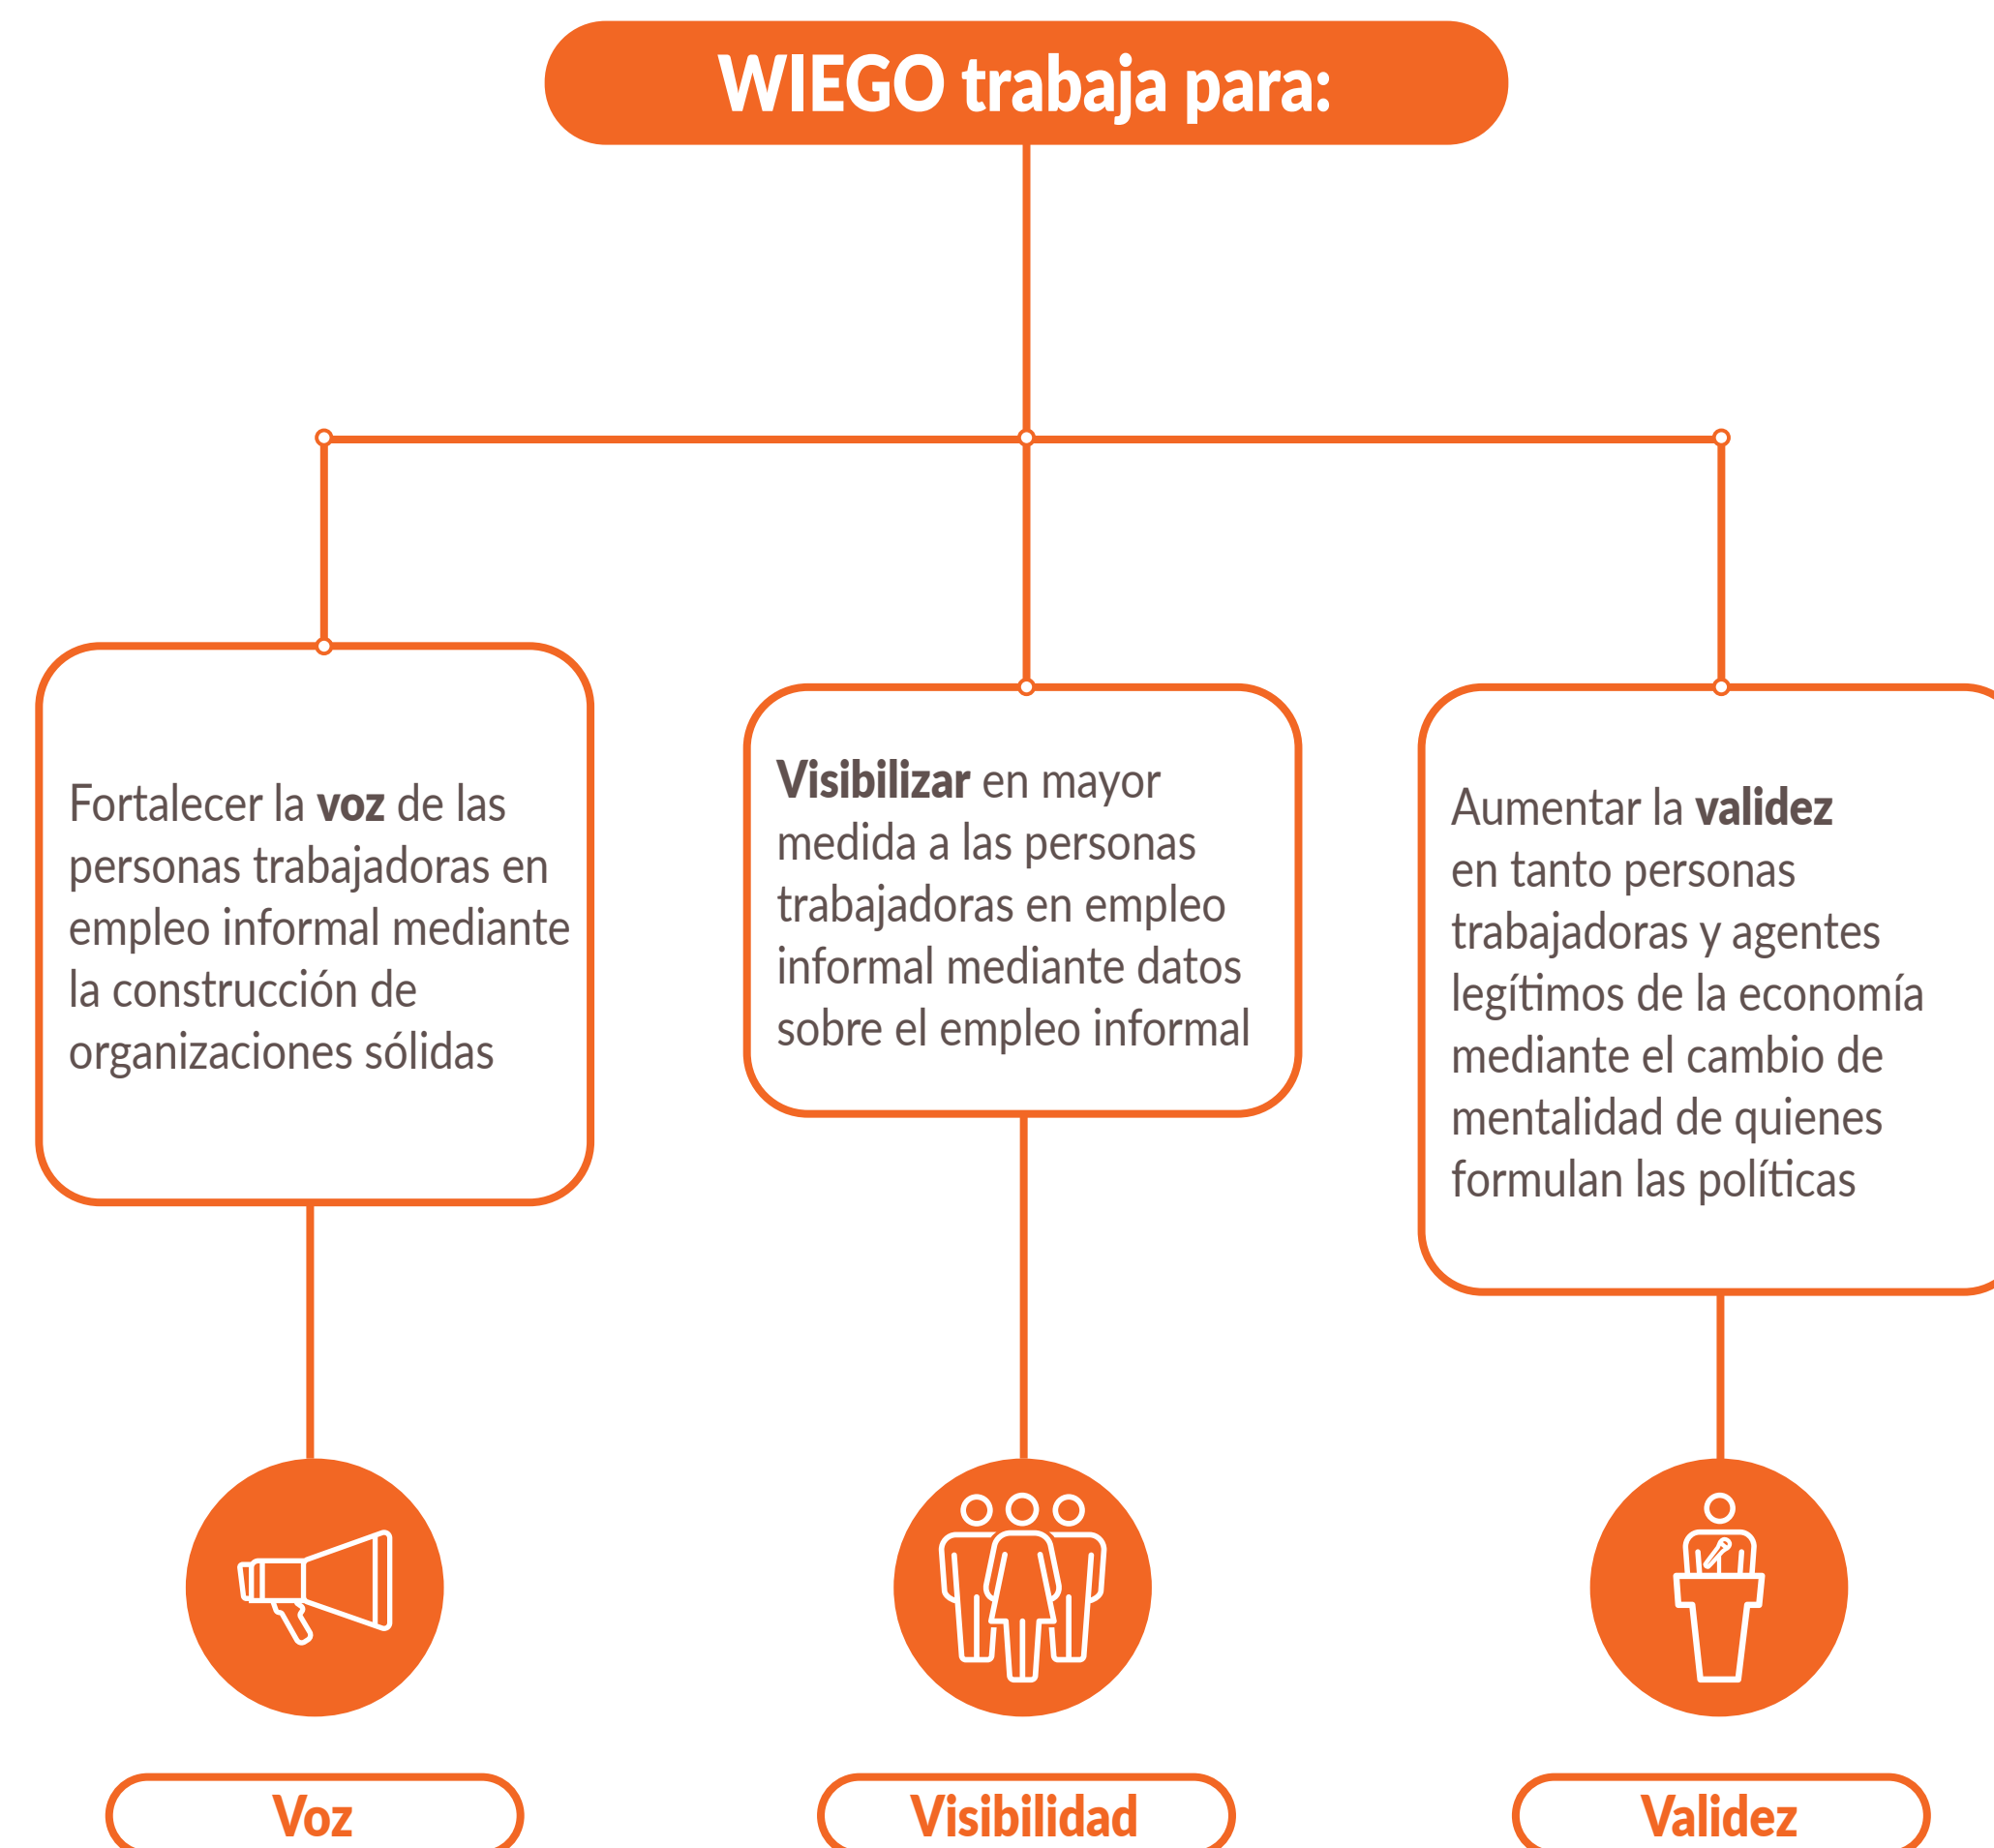 WIEGO trabaja para:
Fortalecer la voz de las
personas trabajadoras en
empleo informal mediante
la construcción de
organizaciones sólidas
Visibilizar en mayor
medida a las personas
trabajadoras en empleo
informal mediante datos
sobre el empleo informal
Aumentar la validez
en tanto personas
trabajadoras y agentes
legítimos de la economía
mediante el cambio de
mentalidad de quienes
formulan las políticas
Voz
Visibilidad
Validez